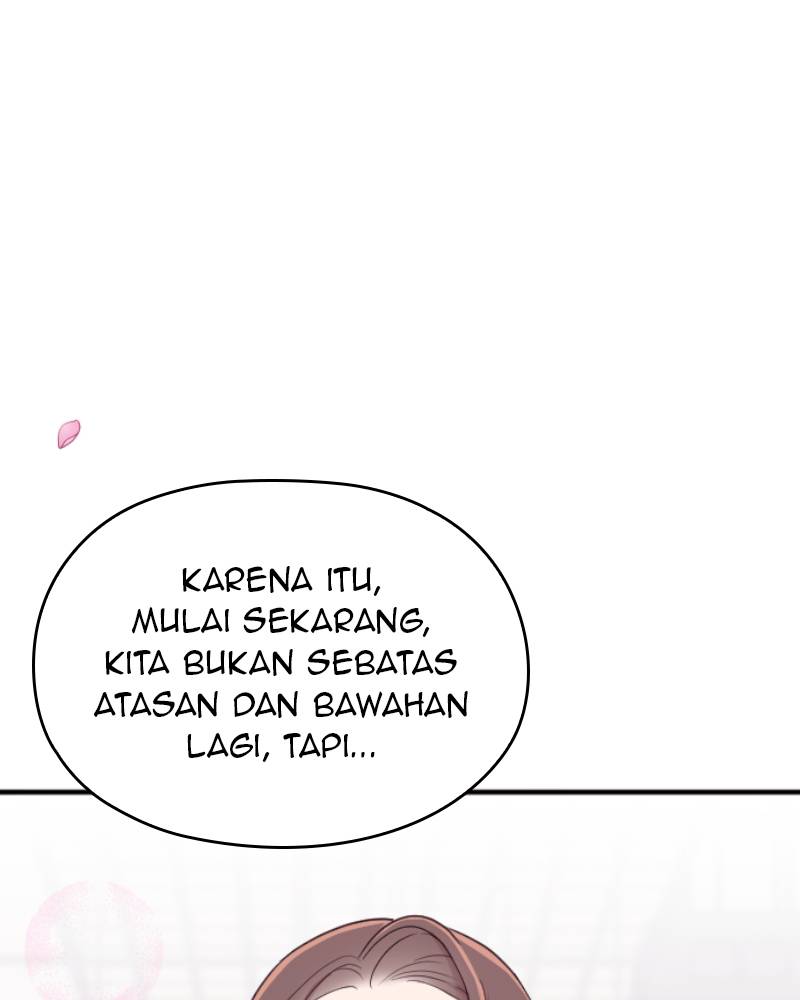 KARENA ITU,
MULAI SEKARANG,
KITA BUKAN SEBATAS
ATASAN DAN BAWAHAN
LAGI, TAPI...